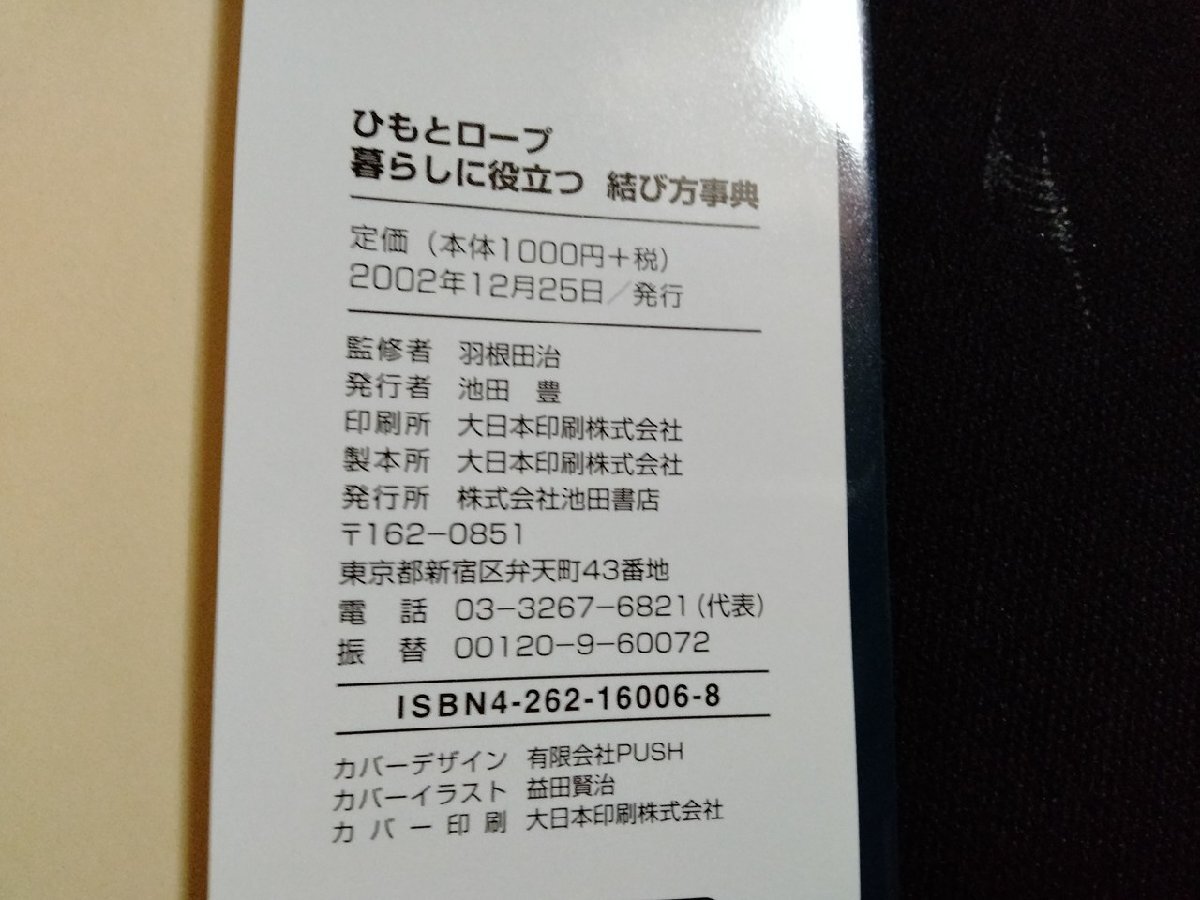 ひもとロープ
暮らしに役立つ 結び方事典
定価（本体1000円＋税）
2002年12月25日／発行
監修者 羽根田治
発行者 池田 豊
印刷所 大日本印刷株式会社
製本所 大日本印刷株式会社
発行所 株式会社池田書店
〒162-0851
東京都新宿区弁天町43番地
電 話 03-3267-6821（代表）
振 替 00120-9-60072
ISBN4-262-16006-8
カバーデザイン 有限会社PUSH
カバーイラスト 益田賢治
カバー印刷 大日本印刷株式会社